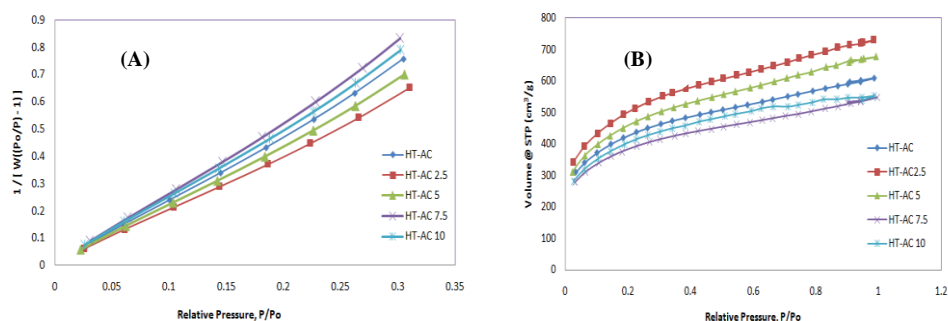 (A)
1 / [ W((Po/P) - 1) ]
0.9
0.8
0.7
0.6
0.5
0.4
0.3
0.2
0.1
0
0 0.05 0.1 0.15 0.2 0.25 0.3 0.35
Relative Pressure, P/Po
HT-AC
HT-AC 2.5
HT-AC 5
HT-AC 7.5
HT-AC 10
(B)
Volume @ STP (cm³/g)
800
700
600
500
400
300
200
100
0
0 0.2 0.4 0.6 0.8 1 1.2
Relative Pressure, P/Po
HT-AC
HT-AC2.5
HT-AC 5
HT-AC 7.5
HT-AC 10